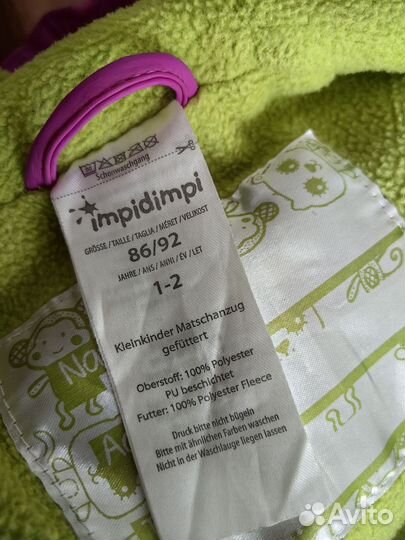 Schonwaschgang
impidimpi
GRÖSSE / TAILLE / TAGLIA / MÉRET / VELIKOST
86/92
JAHRE / ANS / ANNI / ÉV / LET
1-2
Kleinkinder Matschanzug
gefüttert
Oberstoff: 100% Polyester
PU beschichtet
Futter: 100% Polyester Fleece
Druck bitte nicht bügeln
Bitte mit ähnlichen Farben waschen
Nicht in der Waschlauge liegen lassen
Na
Avito